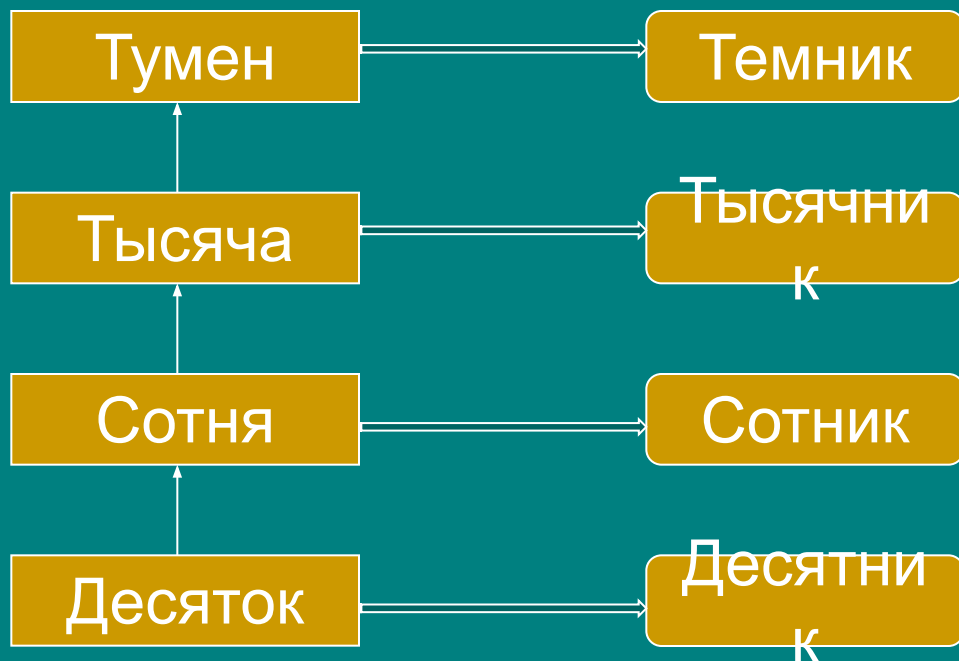 Тумен
Темник
Тысяча
Тысячни
к
Сотня
Сотник
Десяток
Десятни
к